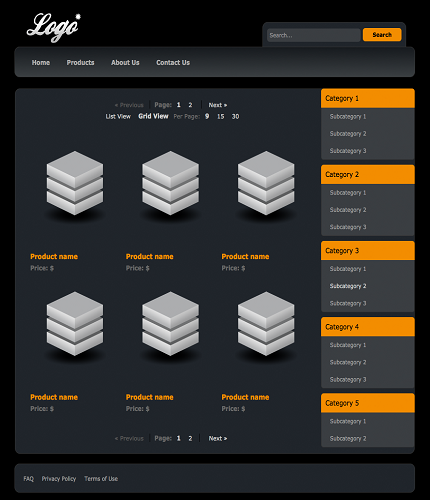 Logo
Search... Search
Home Products About Us Contact Us
« Previous Page: 1 2 Next »
List View Grid View Per Page: 9 15 30
Product name Product name Product name
Price: $ Price: $ Price: $
Product name Product name Product name
Price: $ Price: $ Price: $
« Previous Page: 1 2 Next »
Category 1
Subcategory 1
Subcategory 2
Subcategory 3
Category 2
Subcategory 1
Subcategory 2
Subcategory 3
Category 3
Subcategory 1
Subcategory 2
Subcategory 3
Category 4
Subcategory 1
Subcategory 2
Subcategory 3
Category 5
Subcategory 1
Subcategory 2
FAQ Privacy Policy Terms of Use